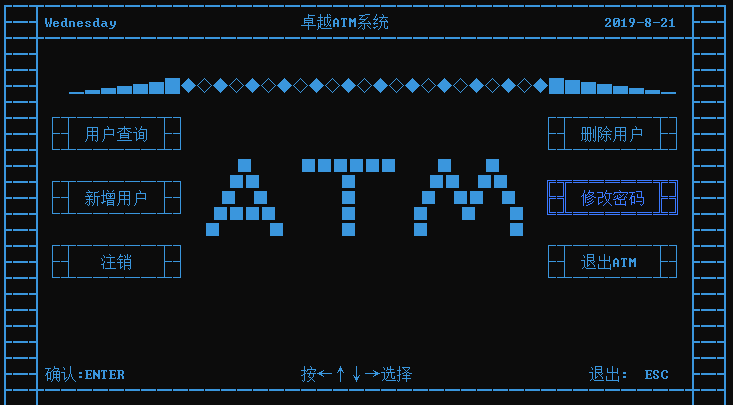 Wednesday 卓越ATM系统 2019-8-21
用户查询 删除用户
ATM
新增用户 修改密码
注销 退出ATM
确认:ENTER 按←↑↓→选择 退出: ESC